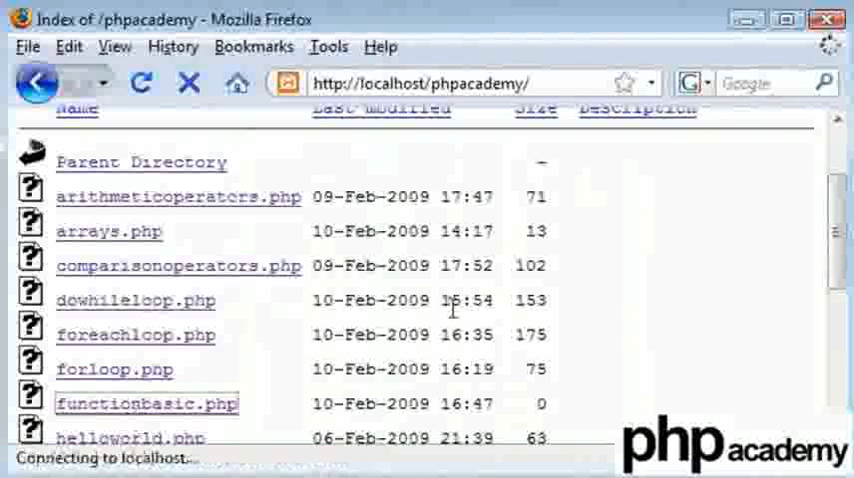 Index of /phpacademy - Mozilla Firefox
File Edit View History Bookmarks Tools Help
http://localhost/phpacademy/ G Google
Name Last modified Size Description
Parent Directory -
arithmeticoperators.php 09-Feb-2009 17:47 71
arrays.php 10-Feb-2009 14:17 13
comparisonoperators.php 09-Feb-2009 17:52 102
dowhileloop.php 10-Feb-2009 15:54 153
foreachloop.php 10-Feb-2009 16:35 175
forloop.php 10-Feb-2009 16:19 75
functionbasic.php 10-Feb-2009 16:47 0
helloworld.php 06-Feb-2009 21:39 63
Connecting to localhost...
php academy